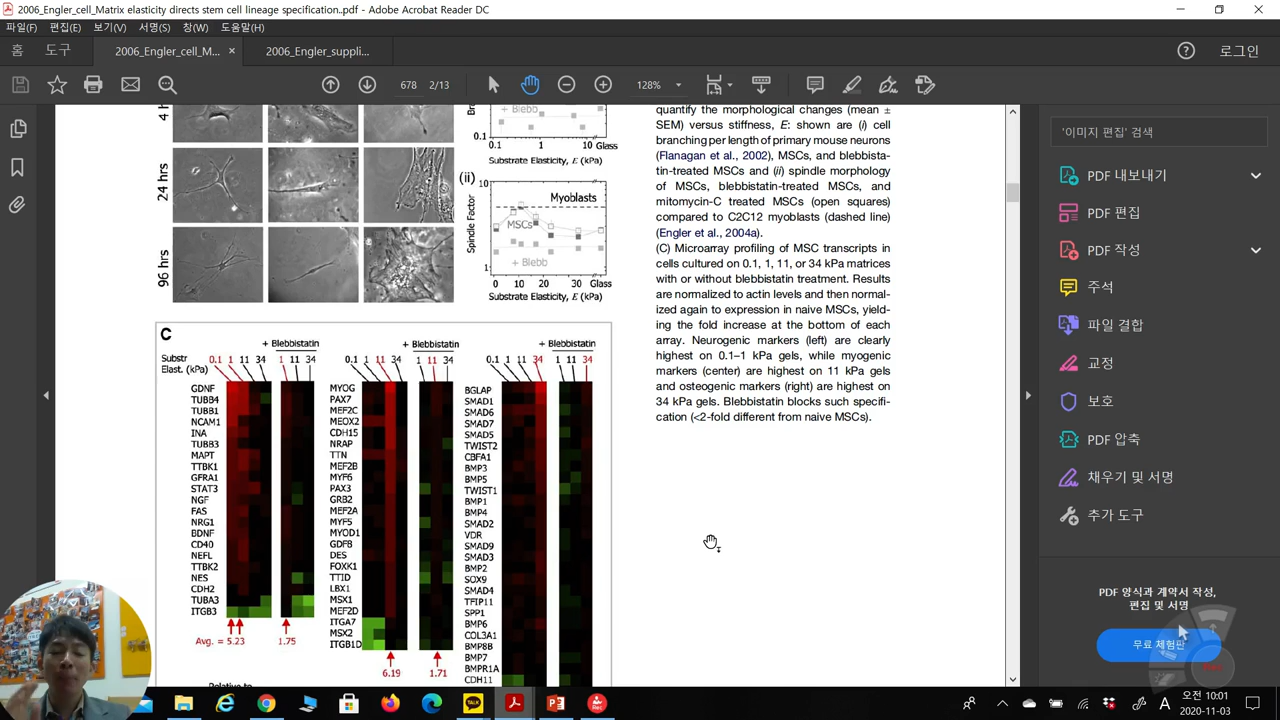 2006_Engler_cell_Matrix elasticity directs stem cell lineage specification..pdf - Adobe Acrobat Reader DC
파일(F) 편집(E) 보기(V) 서명(S) 창(W) 도움말(H)
홈 도구 2006_Engler_cell_M... × 2006_Engler_suppli... 로그인
678 2/13 128%
4 h
24 hrs
96 hrs
+ Blebb
0.1
0.1 1 10 Glass
Substrate Elasticity, E (kPa)
(ii)
10
Myoblasts
Spindle Factor
MSCs
+ Blebb
1
0 10 20 30 Glass
Substrate Elasticity, E (kPa)
quantify the morphological changes (mean ±
SEM) versus stiffness, E: shown are (i) cell
branching per length of primary mouse neurons
(Flanagan et al., 2002), MSCs, and blebbista-
tin-treated MSCs and (ii) spindle morphology
of MSCs, blebbistatin-treated MSCs, and
mitomycin-C treated MSCs (open squares)
compared to C2C12 myoblasts (dashed line)
(Engler et al., 2004a).
(C) Microarray profiling of MSC transcripts in
cells cultured on 0.1, 1, 11, or 34 kPa matrices
with or without blebbistatin treatment. Results
are normalized to actin levels and then normal-
ized again to expression in naive MSCs, yield-
ing the fold increase at the bottom of each
array. Neurogenic markers (left) are clearly
highest on 0.1–1 kPa gels, while myogenic
markers (center) are highest on 11 kPa gels
and osteogenic markers (right) are highest on
34 kPa gels. Blebbistatin blocks such specifi-
cation (<2-fold different from naive MSCs).
C
+ Blebbistatin + Blebbistatin + Blebbistatin
Substr 0.1 1 11 34 1 11 34 0.1 1 11 34 1 11 34 0.1 1 11 34 1 11 34
Elast. (kPa)
GDNF
TUBB4
TUBB1
NCAM1
INA
TUBB3
MAPT
TTBK1
GFRA1
STAT3
NGF
FAS
NRG1
BDNF
CD40
NEFL
TTBK2
NES
CDH2
TUBA3
ITGB3
Avg. = 5.23 1.75
MYOG
PAX7
MEF2C
MEOX2
CDH15
NRAP
TTN
MEF2B
MYF6
PAX3
GRB2
MEF2A
MYF5
MYOD1
GDF8
DES
FOXK1
TTID
LBX1
MSX1
MEF2D
ITGA7
MSX2
ITGB1D
6.19 1.71
BGLAP
SMAD1
SMAD6
SMAD7
SMAD5
TWIST2
CBFA1
BMP3
BMP5
TWIST1
BMP1
BMP4
SMAD2
VDR
SMAD9
SMAD3
BMP2
SOX9
SMAD4
TFIP11
SPP1
BMP6
COL3A1
BMP8B
BMP7
BMPR1A
CDH11
'이미지 편집' 검색
PDF 내보내기
PDF 편집
PDF 작성
주석
파일 결합
교정
보호
PDF 압축
채우기 및 서명
추가 도구
PDF 양식과 계약서 작성,
편집 및 서명
무료 체험판
TALK
Rec
A
오전 10:01
2020-11-03